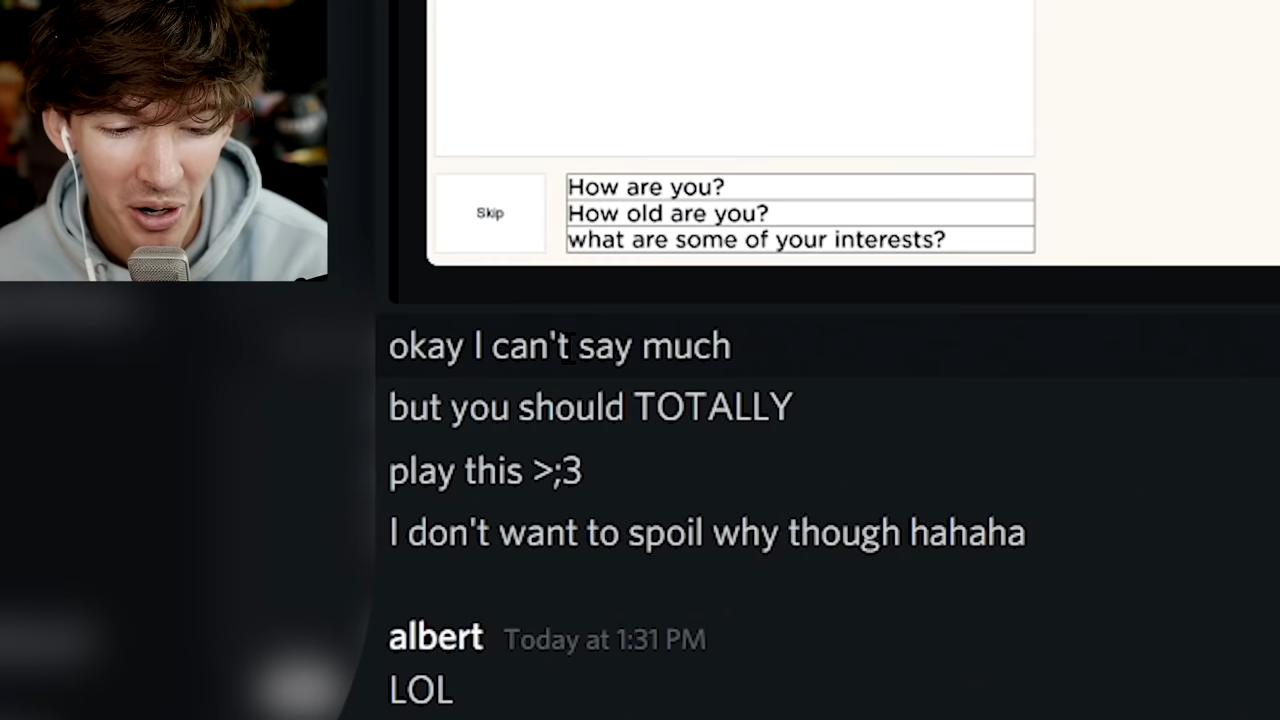 Skip
How are you?
How old are you?
what are some of your interests?
okay I can't say much
but you should TOTALLY
play this >;3
I don't want to spoil why though hahaha
albert Today at 1:31 PM
LOL